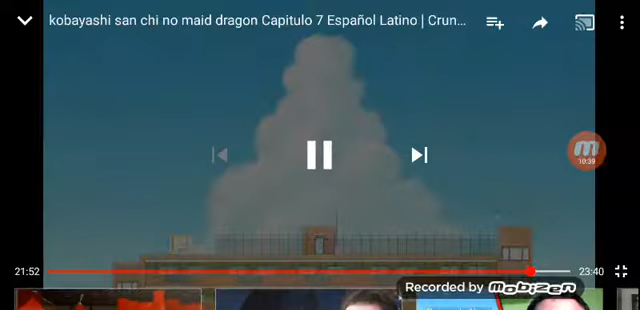 kobayashi san chi no maid dragon Capitulo 7 Español Latino | Crun...
10:39
21:52
23:40
Recorded by MOBIZEN